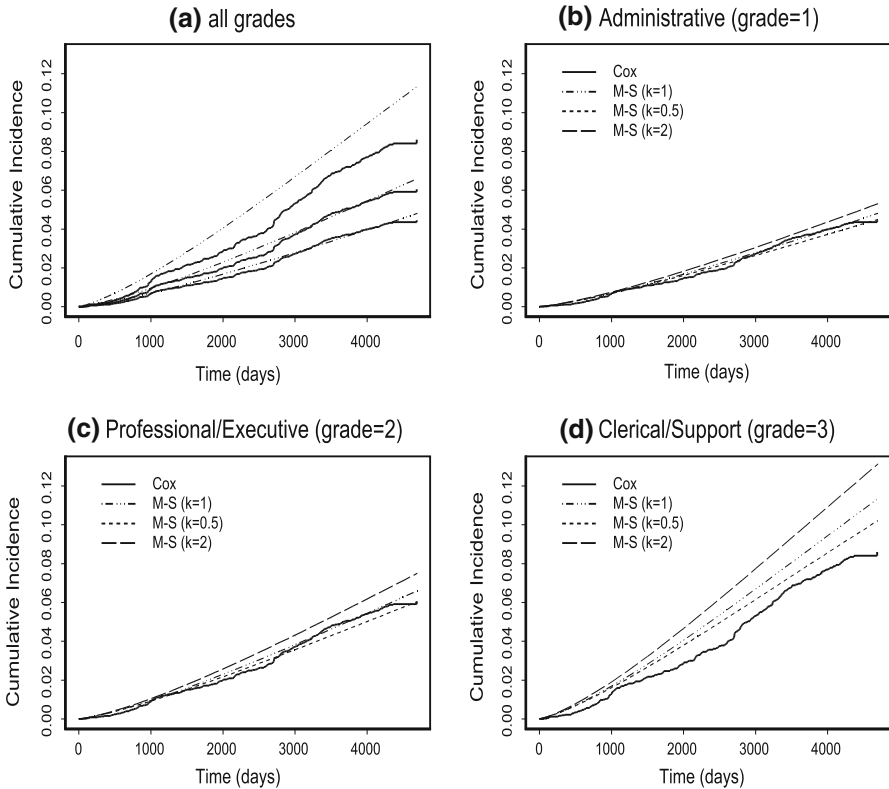 (a) all grades
Cumulative Incidence
0.00 0.02 0.04 0.06 0.08 0.10 0.12
0 1000 2000 3000 4000
Time (days)
(b) Administrative (grade=1)
Cox
M-S (k=1)
M-S (k=0.5)
M-S (k=2)
Cumulative Incidence
0.00 0.02 0.04 0.06 0.08 0.10 0.12
0 1000 2000 3000 4000
Time (days)
(c) Professional/Executive (grade=2)
Cox
M-S (k=1)
M-S (k=0.5)
M-S (k=2)
Cumulative Incidence
0.00 0.02 0.04 0.06 0.08 0.10 0.12
0 1000 2000 3000 4000
Time (days)
(d) Clerical/Support (grade=3)
Cox
M-S (k=1)
M-S (k=0.5)
M-S (k=2)
Cumulative Incidence
0.00 0.02 0.04 0.06 0.08 0.10 0.12
0 1000 2000 3000 4000
Time (days)